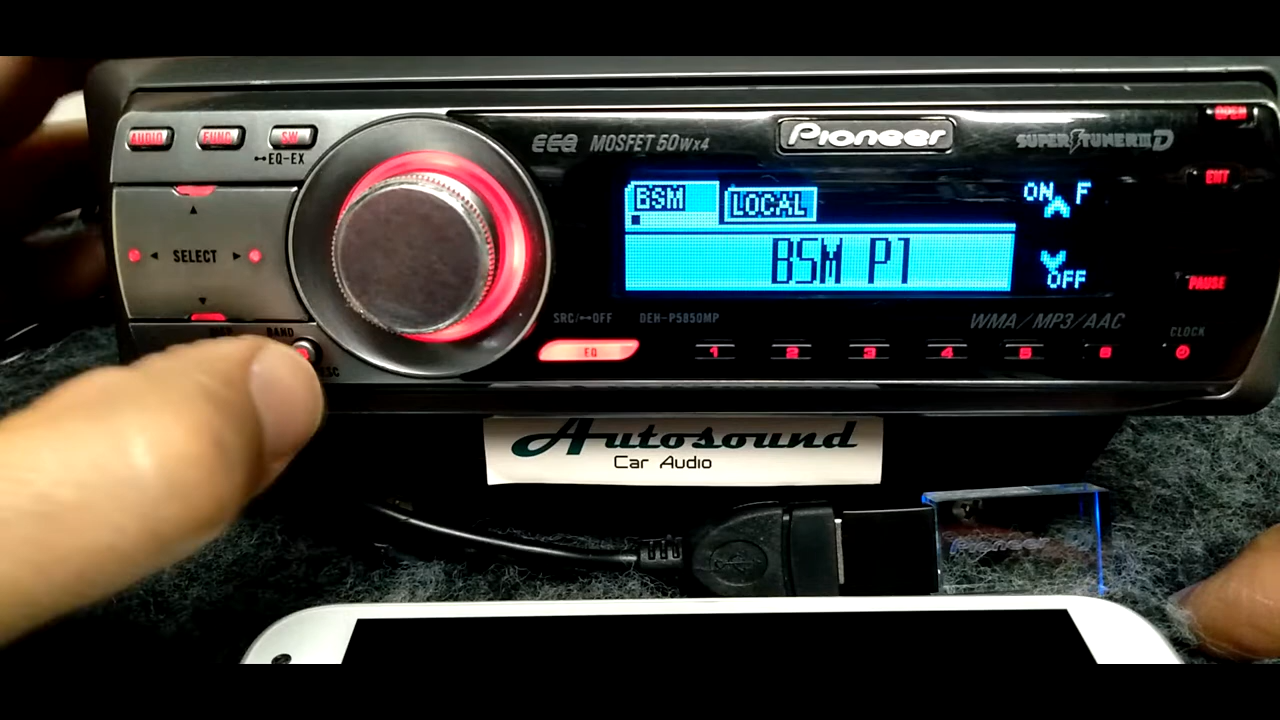 AUDIO FUNC SW
EQ-EX
EEQ MOSFET 50Wx4
Pioneer
SUPER TUNER III D
BSM
LOCAL
ON F
BSM P1
OFF
SELECT
BAND
ESC
PAUSE
SRC/OFF DEH-P5850MP
WMA/MP3/AAC
CLOCK
EQ 1 2 3 4 5 6
Autosound
Car Audio
Pioneer